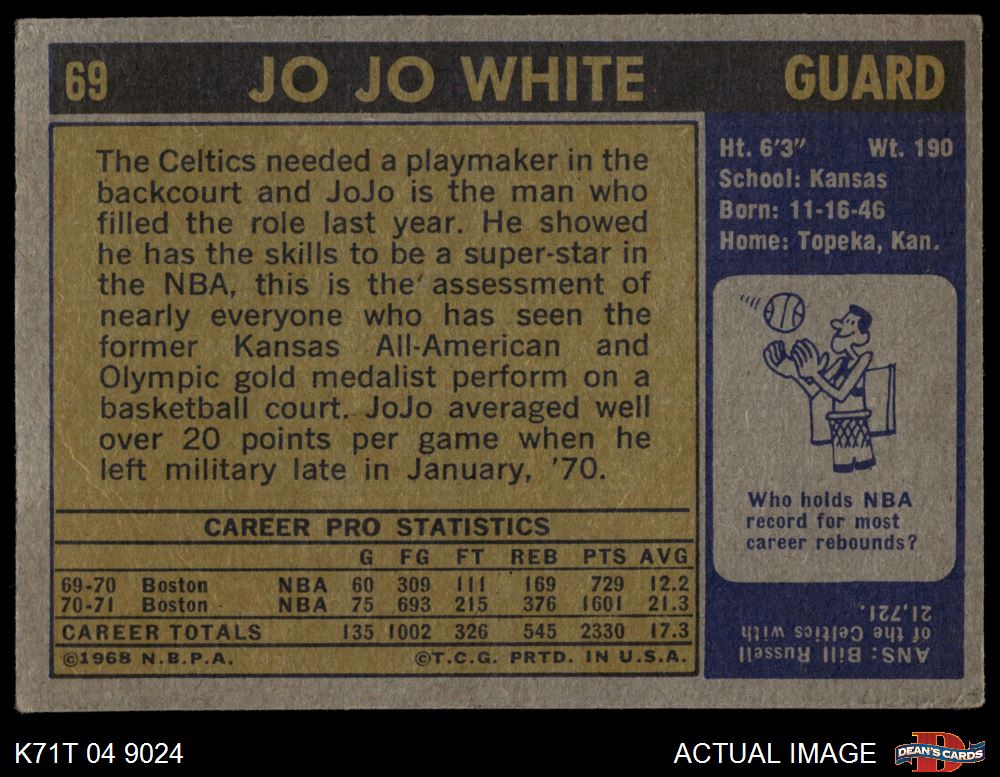 69 JO JO WHITE GUARD
The Celtics needed a playmaker in the
backcourt and JoJo is the man who
filled the role last year. He showed
he has the skills to be a super-star in
the NBA, this is the assessment of
nearly everyone who has seen the
former Kansas All-American and
Olympic gold medalist perform on a
basketball court. JoJo averaged well
over 20 points per game when he
left military late in January, '70.
CAREER PRO STATISTICS
G FG FT REB PTS AVG
69-70 Boston NBA 60 309 111 169 729 12.2
70-71 Boston NBA 75 693 215 376 1601 21.3
CAREER TOTALS 135 1002 326 545 2330 17.3
©1968 N.B.P.A. ©T.C.G. PRTD. IN U.S.A.
Ht. 6'3" Wt. 190
School: Kansas
Born: 11-16-46
Home: Topeka, Kan.
Who holds NBA
record for most
career rebounds?
ANS: Bill Russell
of the Celtics with
21,721.
K71T 04 9024 ACTUAL IMAGE
D
DEAN'S CARDS